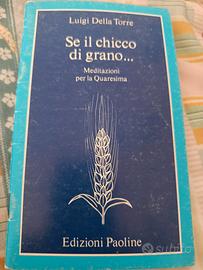 Luigi Della Torre
Se il chicco
di grano...
Meditazioni
per la Quaresima
Edizioni Paoline
subito